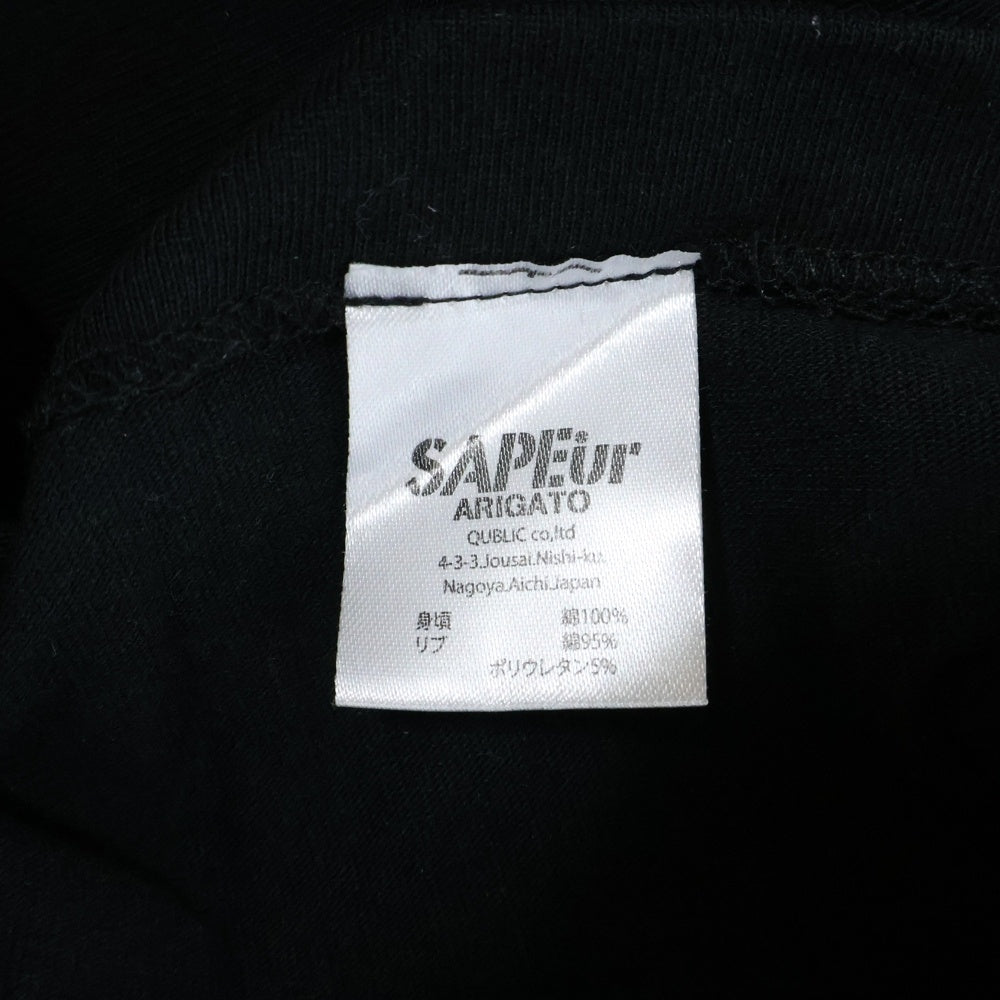 SAPEur
ARIGATO
QUBLIC co,ltd
4-3-3.Jousai.Nishi-ku.
Nagoya.Aichi.Japan
身頃 綿100%
リブ 綿95%
ポリウレタン5%